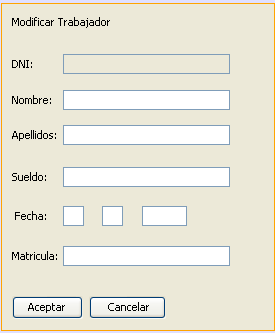 Modificar Trabajador
DNI:
Nombre:
Apellidos:
Sueldo:
Fecha:
Matricula:
Aceptar Cancelar